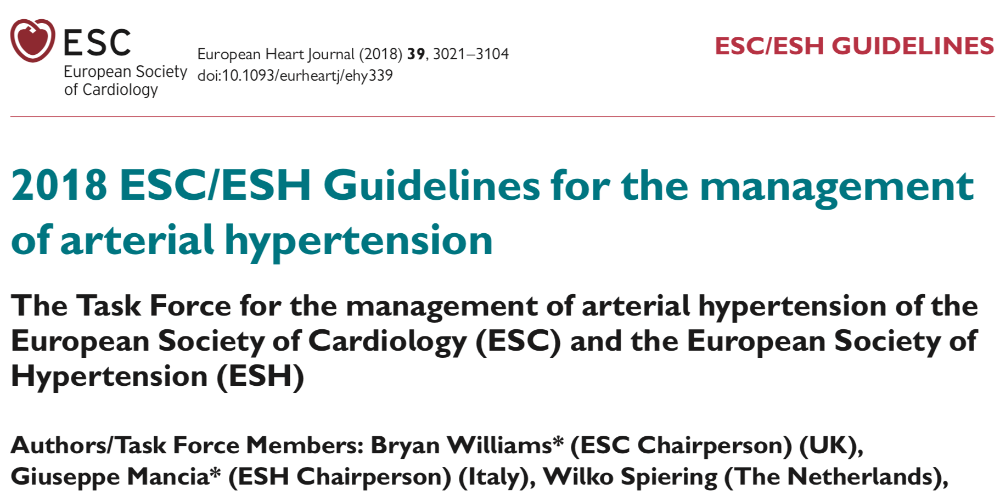 ESC
European Society
of Cardiology
European Heart Journal (2018) 39, 3021–3104
doi:10.1093/eurheartj/ehy339
ESC/ESH GUIDELINES
2018 ESC/ESH Guidelines for the management
of arterial hypertension
The Task Force for the management of arterial hypertension of the
European Society of Cardiology (ESC) and the European Society of
Hypertension (ESH)
Authors/Task Force Members: Bryan Williams* (ESC Chairperson) (UK),
Giuseppe Mancia* (ESH Chairperson) (Italy), Wilko Spiering (The Netherlands),